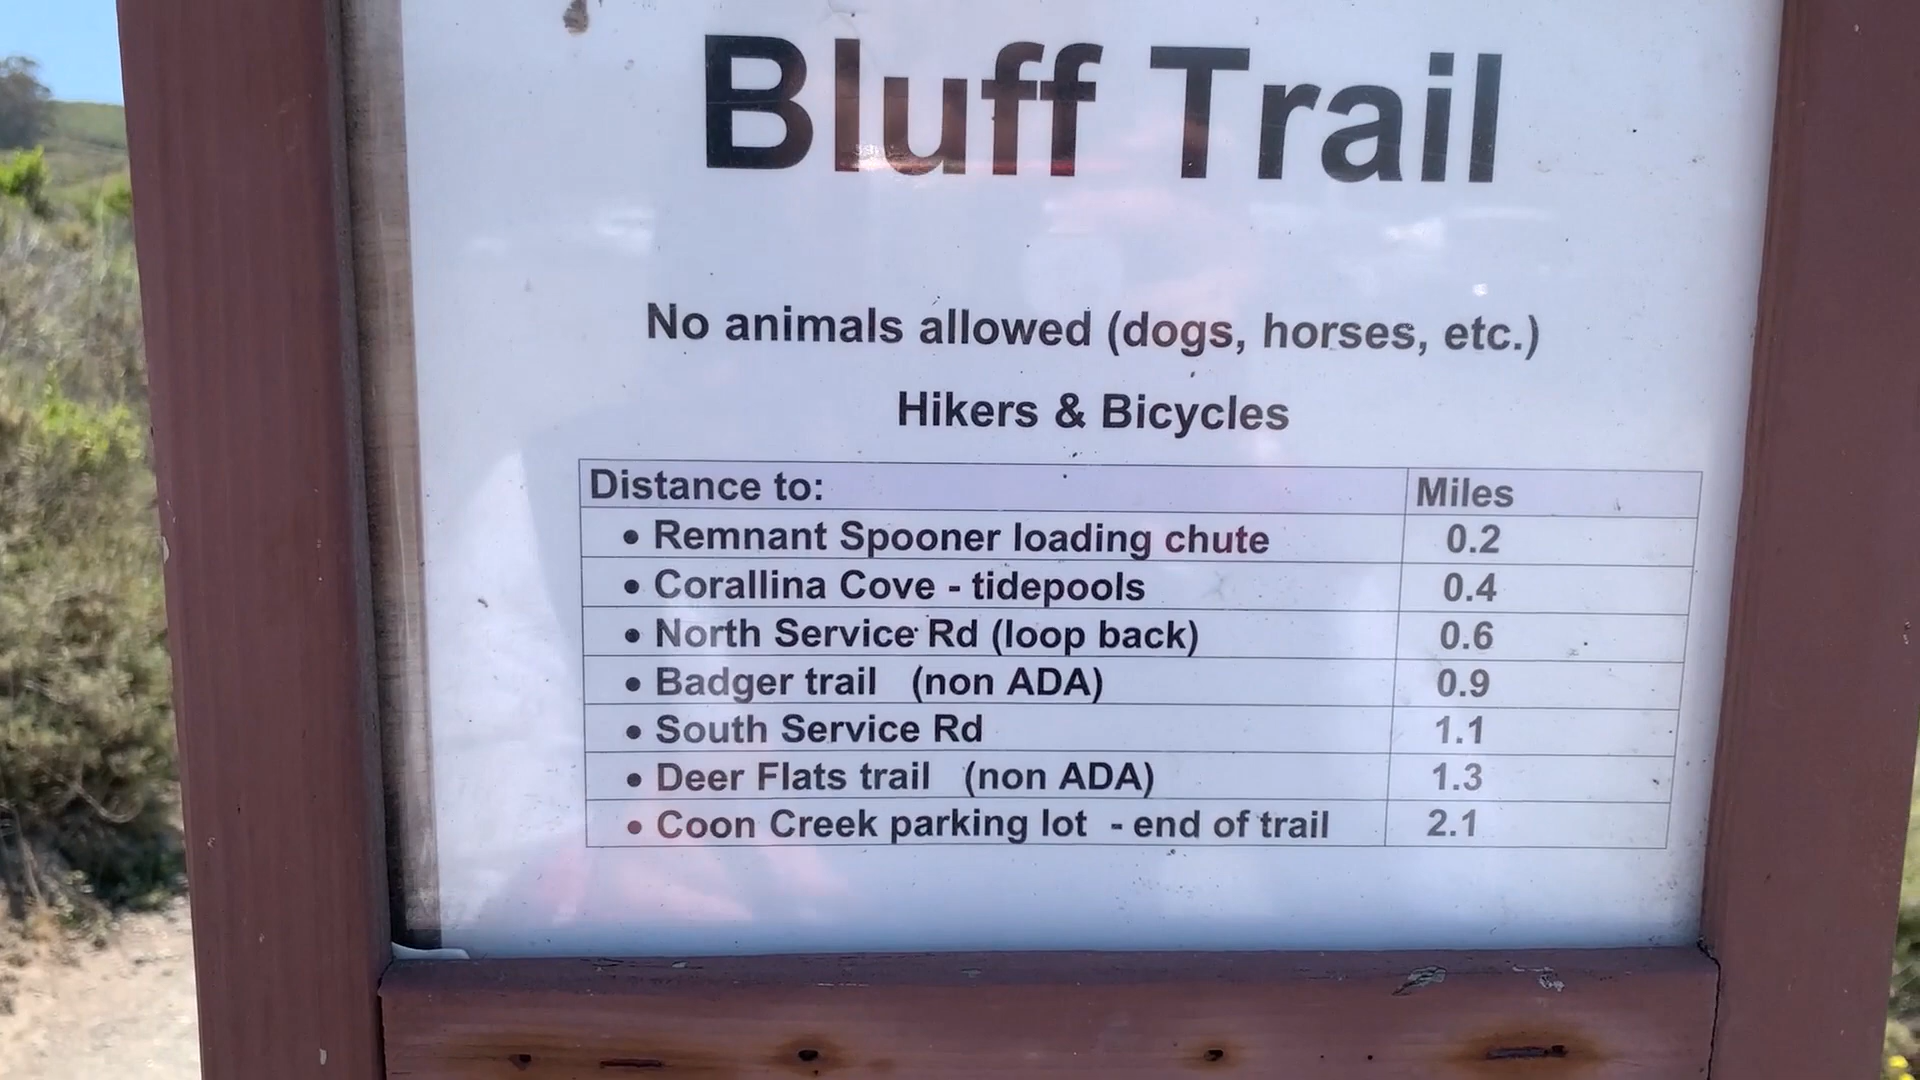 Bluff Trail
No animals allowed (dogs, horses, etc.)
Hikers & Bicycles
Distance to: Miles
• Remnant Spooner loading chute 0.2
• Corallina Cove - tidepools 0.4
• North Service Rd (loop back) 0.6
• Badger trail (non ADA) 0.9
• South Service Rd 1.1
• Deer Flats trail (non ADA) 1.3
• Coon Creek parking lot - end of trail 2.1